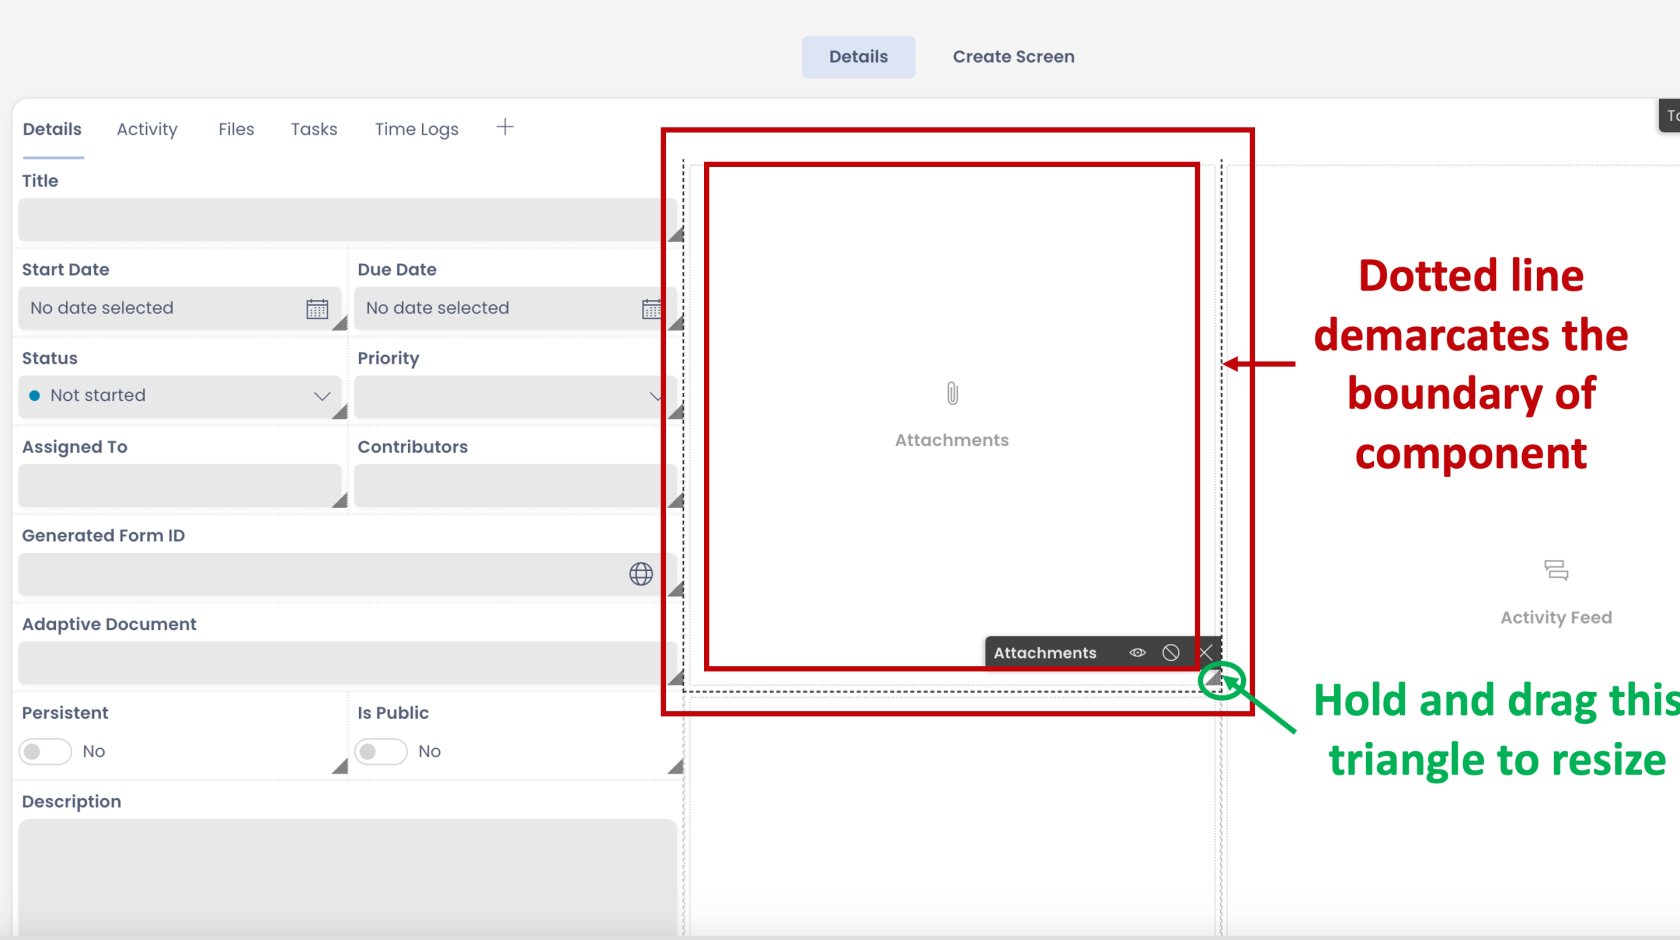 Details Create Screen
Details Activity Files Tasks Time Logs
Title
Start Date Due Date
No date selected No date selected
Status Priority
Not started
Assigned To Contributors
Generated Form ID
Adaptive Document
Persistent Is Public
No No
Description
Attachments
Attachments
Dotted line
demarcates the
boundary of
component
Activity Feed
Hold and drag this
triangle to resize